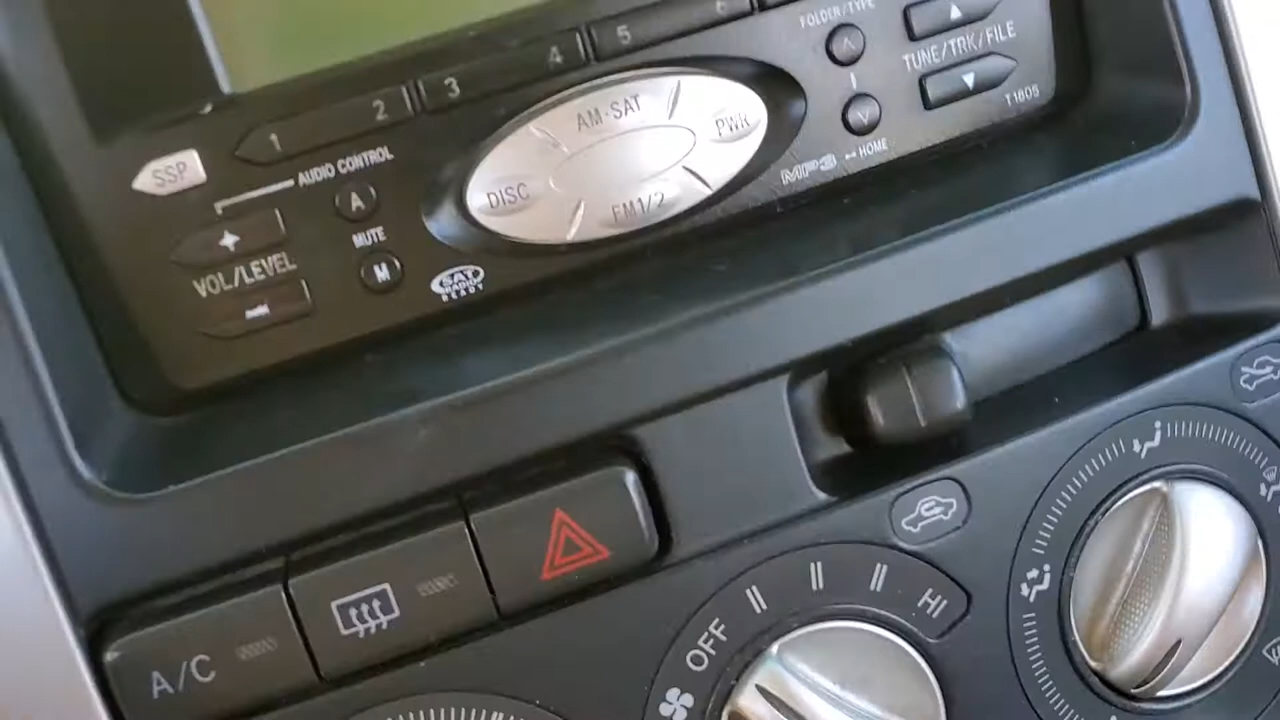 6
FOLDER/TYPE
4
5
TUNE/TRK/FILE
2
3
AM·SAT
1
PWR
T1805
SSP
AUDIO CONTROL
MP3
HOME
DISC
A
FM1/2
MUTE
VOL/LEVEL
M
SAT
RADIO
READY
HI
OFF
A/C